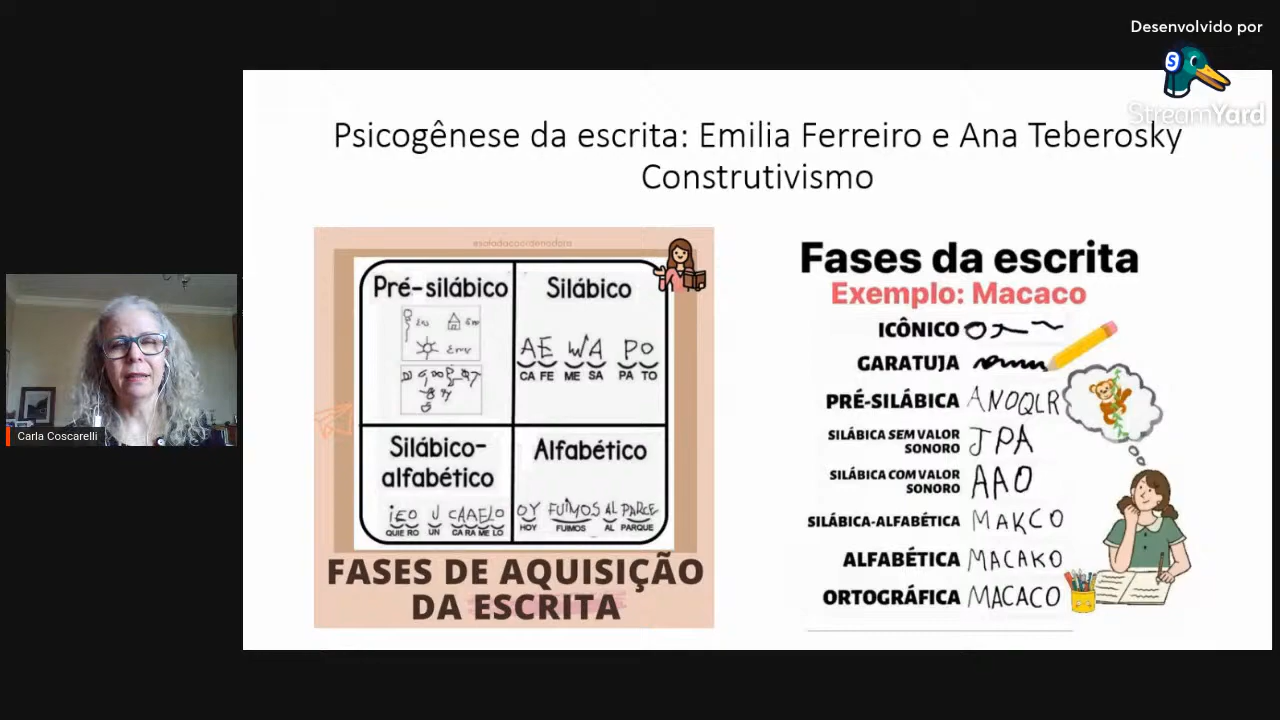 Desenvolvido por
StreamYard
Psicogênese da escrita: Emilia Ferreiro e Ana Teberosky
Construtivismo
Carla Coscarelli
Pré-silábico
Silábico
AE MA PO
CA FE ME SA PA TO
Silábico-
alfabético
iEO U CAAELO
QUIE RO UN CA RA ME LO
Alfabético
OY FUiMOS AL PARCE
HOY FUIMOS AL PARQUE
FASES DE AQUISIÇÃO
DA ESCRITA
Fases da escrita
Exemplo: Macaco
ICÔNICO
GARATUJA
PRÉ-SILÁBICA ANOQLR
SILÁBICA SEM VALOR
SONORO JPA
SILÁBICA COM VALOR
SONORO AAO
SILÁBICA-ALFABÉTICA MAKCO
ALFABÉTICA MACAKO
ORTOGRÁFICA MACACO